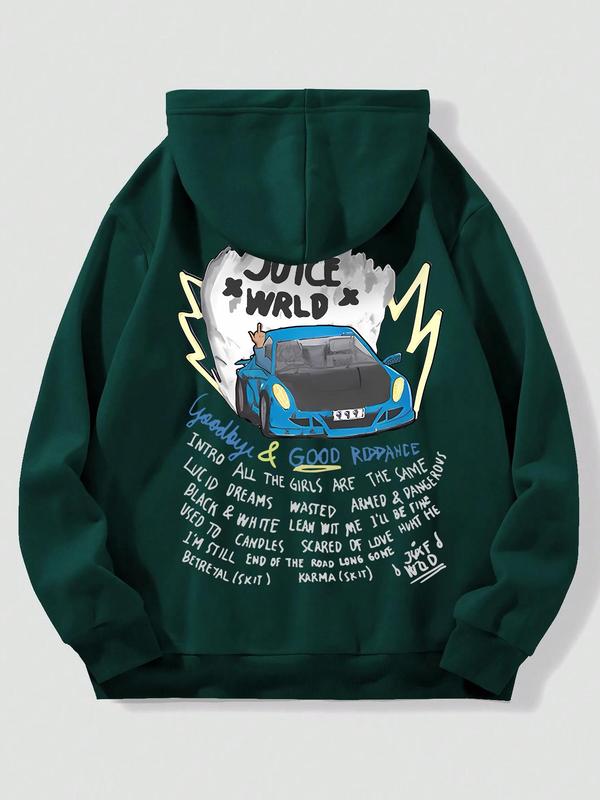 JUICE
WRLD
999
Goodbye & GOOD RIDDANCE
INTRO ALL THE GIRLS ARE THE SAME
LUCID DREAMS WASTED ARMED & DANGEROUS
BLACK & WHITE LEAN WIT ME I'LL BE FINE
USED TO CANDLES SCARED OF LOVE HURT ME
I'M STILL END OF THE ROAD LONG GONE
BETREYAL (SKIT) KARMA (SKIT)